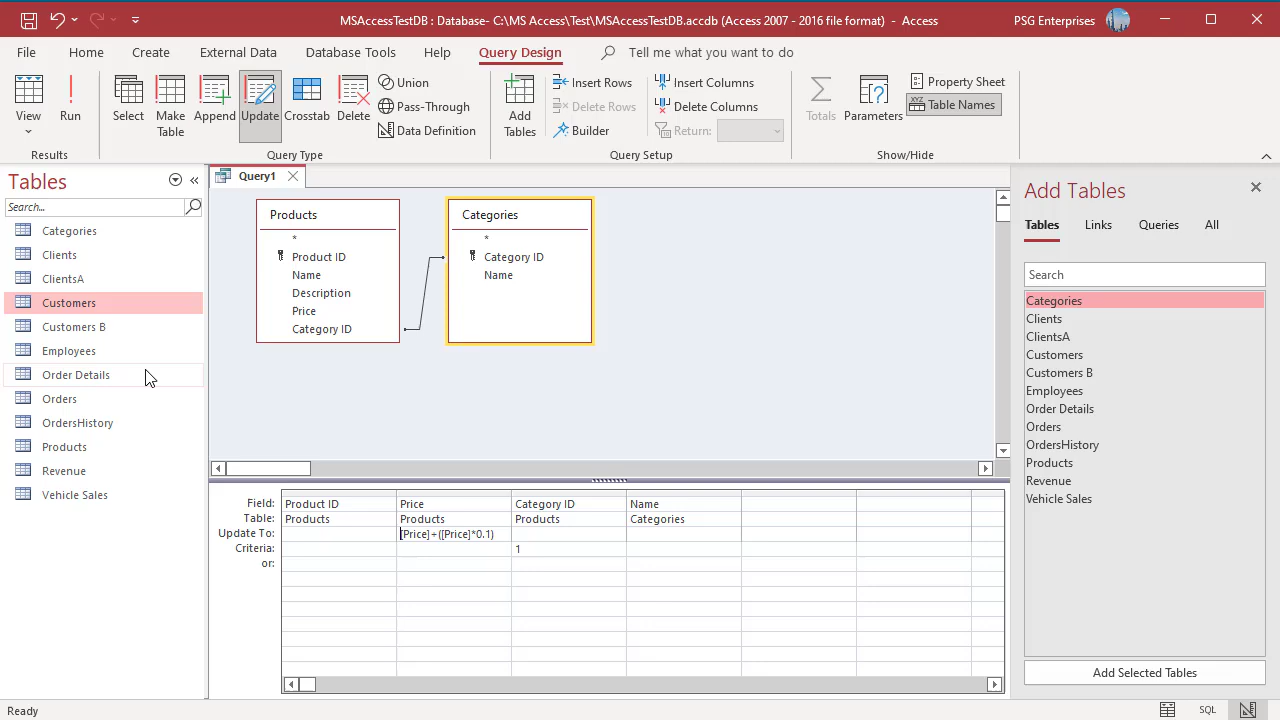 MSAccessTestDB : Database- C:\MS Access\Test\MSAccessTestDB.accdb (Access 2007 - 2016 file format) - Access
PSG Enterprises
File Home Create External Data Database Tools Help Query Design Tell me what you want to do
View
Run
Results
Select
Make Table
Append
Update
Crosstab
Delete
Union
Pass-Through
Data Definition
Query Type
Add Tables
Insert Rows
Delete Rows
Builder
Insert Columns
Delete Columns
Return:
Query Setup
Totals
Parameters
Property Sheet
XYZ Table Names
Show/Hide
Tables
Search...
Categories
Clients
ClientsA
Customers
Customers B
Employees
Order Details
Orders
OrdersHistory
Products
Revenue
Vehicle Sales
Query1
Products
*
Product ID
Name
Description
Price
Category ID
Categories
*
Category ID
Name
Field: Product ID Price Category ID Name
Table: Products Products Products Categories
Update To: [Price]+([Price]*0.1)
Criteria: 1
or:
Add Tables
Tables Links Queries All
Search
Categories
Clients
ClientsA
Customers
Customers B
Employees
Order Details
Orders
OrdersHistory
Products
Revenue
Vehicle Sales
Add Selected Tables
Ready
SQL